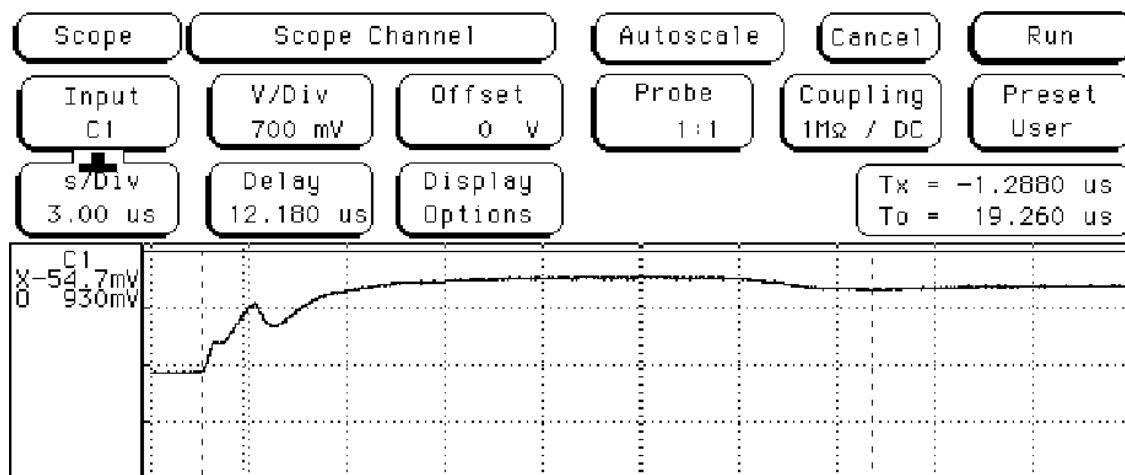 Scope Scope Channel Autoscale Cancel Run
Input V/Div Offset Probe Coupling Preset
C1 700 mV 0 V 1:1 1MΩ / DC User
s/Div Delay Display Tx = -1.2880 us
3.00 us 12.180 us Options To = 19.260 us
C1
X-54.7mV
O 930mV